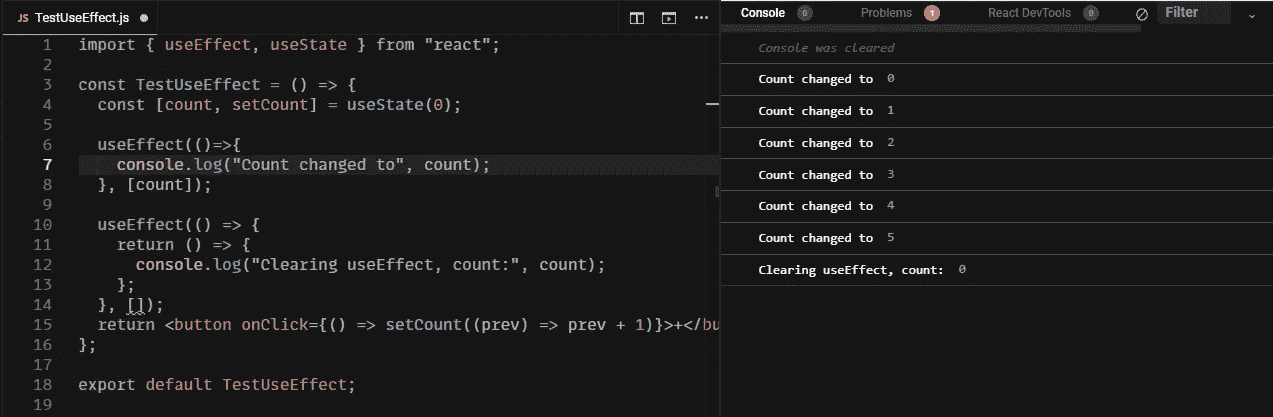 JS TestUseEffect.js
1 import { useEffect, useState } from "react";
2
3 const TestUseEffect = () => {
4 const [count, setCount] = useState(0);
5
6 useEffect(()=>{
7 console.log("Count changed to", count);
8 }, [count]);
9
10 useEffect(() => {
11 return () => {
12 console.log("Clearing useEffect, count:", count);
13 };
14 }, []);
15 return <button onClick={() => setCount((prev) => prev + 1)}>+</bu
16 };
17
18 export default TestUseEffect;
19
Console 0 Problems 1 React DevTools 0 Filter
Console was cleared
Count changed to 0
Count changed to 1
Count changed to 2
Count changed to 3
Count changed to 4
Count changed to 5
Clearing useEffect, count: 0